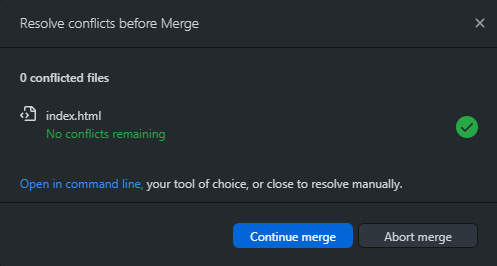 Resolve conflicts before Merge
0 conflicted files
index.html
No conflicts remaining
Open in command line, your tool of choice, or close to resolve manually.
Continue merge
Abort merge